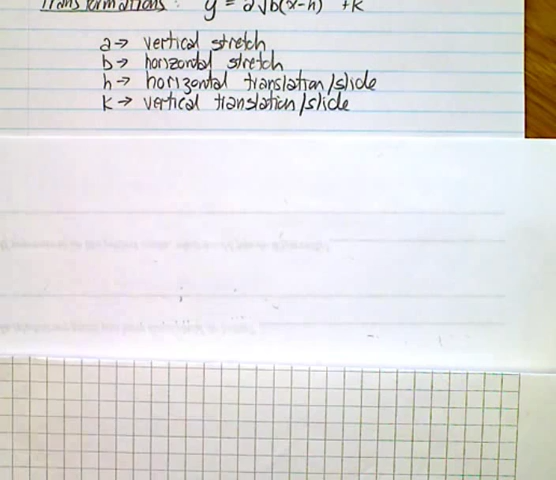 Transformations: y = a√b(x-h) + k
a→ vertical stretch
b→ horizontal stretch
h→ horizontal translation/slide
k→ vertical translation/slide